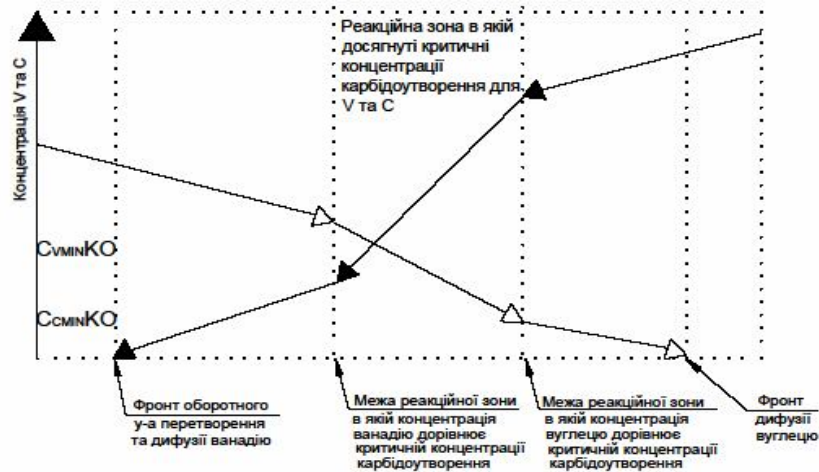 Концентрація V та С
Реакційна зона в якій
досягнуті критичні
концентрації
карбідоутворення для
V та С
CVMINKO
CCMINKO
Фронт оборотного
γ-α перетворення
та дифузії ванадію
Межа реакційної зони
в якій концентрація
ванадію дорівнює
критичній концентрації
карбідоутворення
Межа реакційної зони
в якій концентрація
вуглецю дорівнює
критичній концентрації
карбідоутворення
Фронт
дифузії
вуглецю